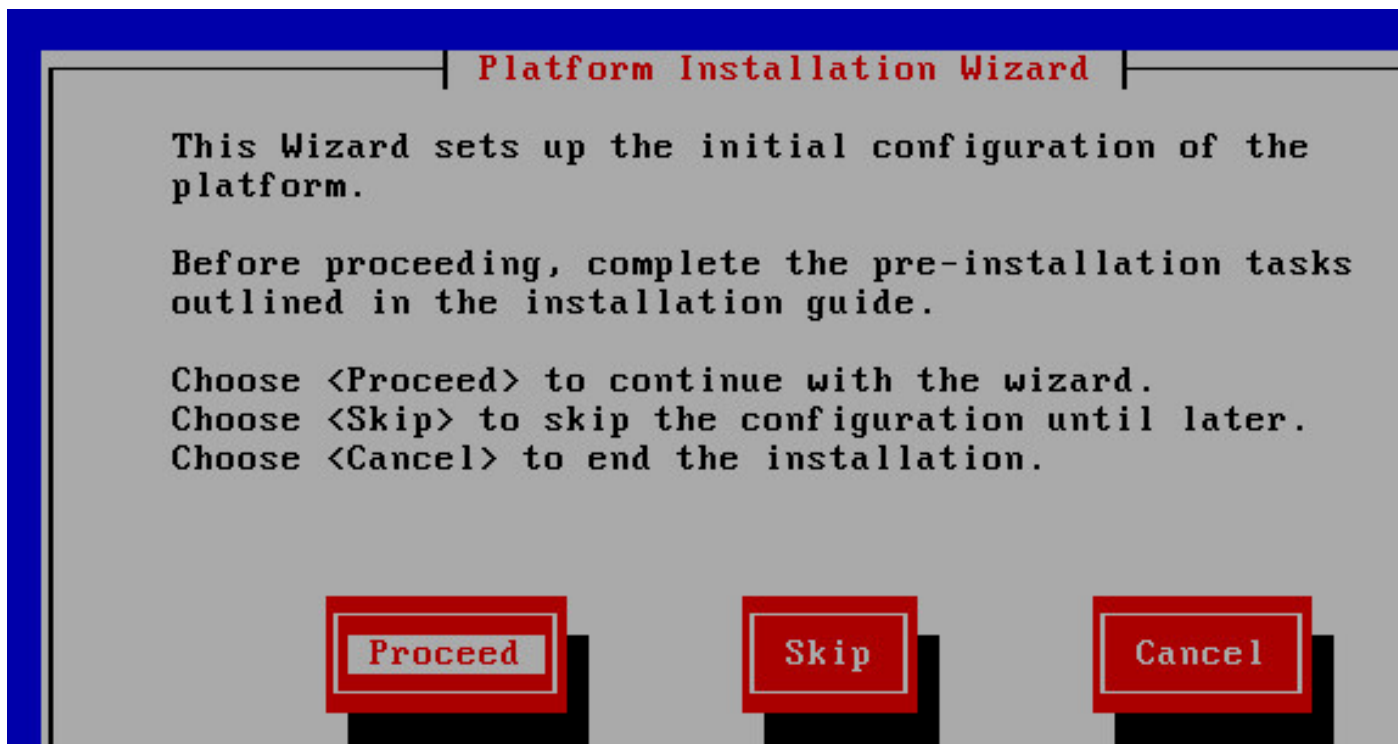 Platform Installation Wizard
This Wizard sets up the initial configuration of the
platform.
Before proceeding, complete the pre-installation tasks
outlined in the installation guide.
Choose <Proceed> to continue with the wizard.
Choose <Skip> to skip the configuration until later.
Choose <Cancel> to end the installation.
Proceed Skip Cancel